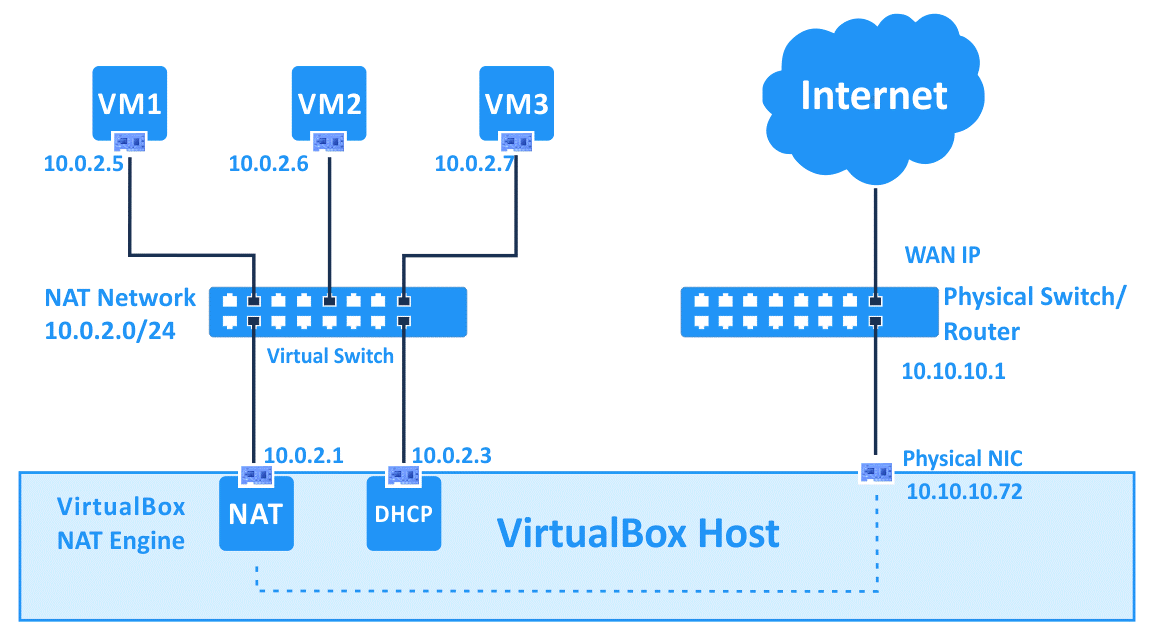 VM1
VM2
VM3
Internet
10.0.2.5
10.0.2.6
10.0.2.7
WAN IP
NAT Network
10.0.2.0/24
Virtual Switch
Physical Switch/
Router
10.10.10.1
10.0.2.1
10.0.2.3
Physical NIC
10.10.10.72
VirtualBox
NAT Engine
NAT
DHCP
VirtualBox Host